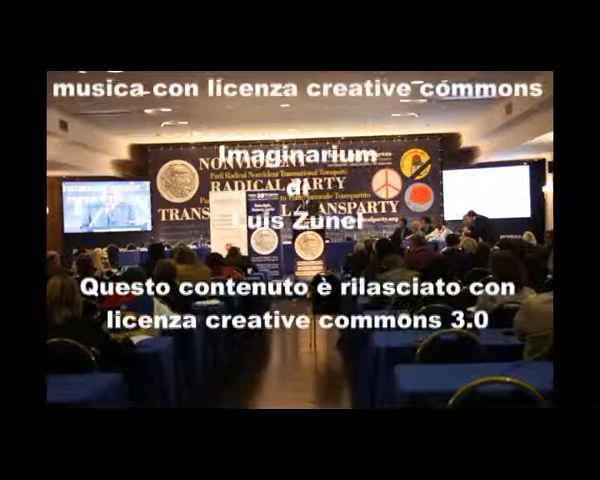 musica con licenza creative commons
Imaginarium
di
Luis Zunel
Questo contenuto è rilasciato con
licenza creative commons 3.0
NONVIOLENT
RADICAL PARTY